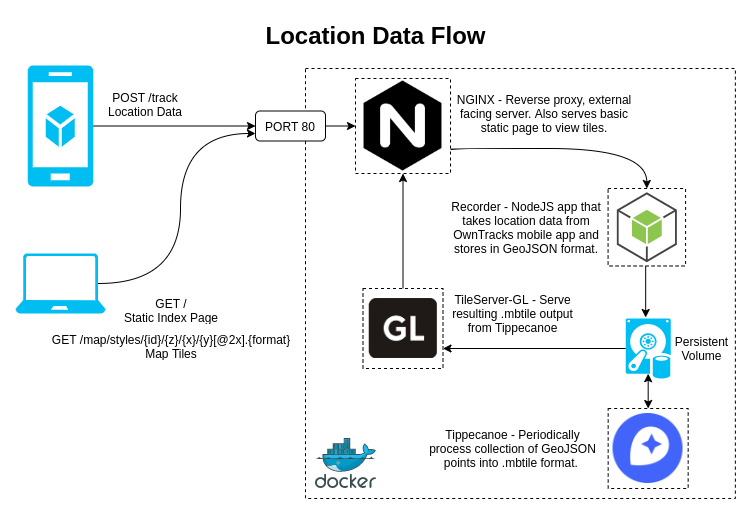 Location Data Flow
POST /track
Location Data
PORT 80
N
NGINX - Reverse proxy, external
facing server. Also serves basic
static page to view tiles.
Recorder - NodeJS app that
takes location data from
OwnTracks mobile app and
stores in GeoJSON format.
GET /
Static Index Page
GET /map/styles/{id}/{z}/{x}/{y}[@2x].{format}
Map Tiles
GL
TileServer-GL - Serve
resulting .mbtile output
from Tippecanoe
Persistent
Volume
Tippecanoe - Periodically
process collection of GeoJSON
points into .mbtile format.
docker